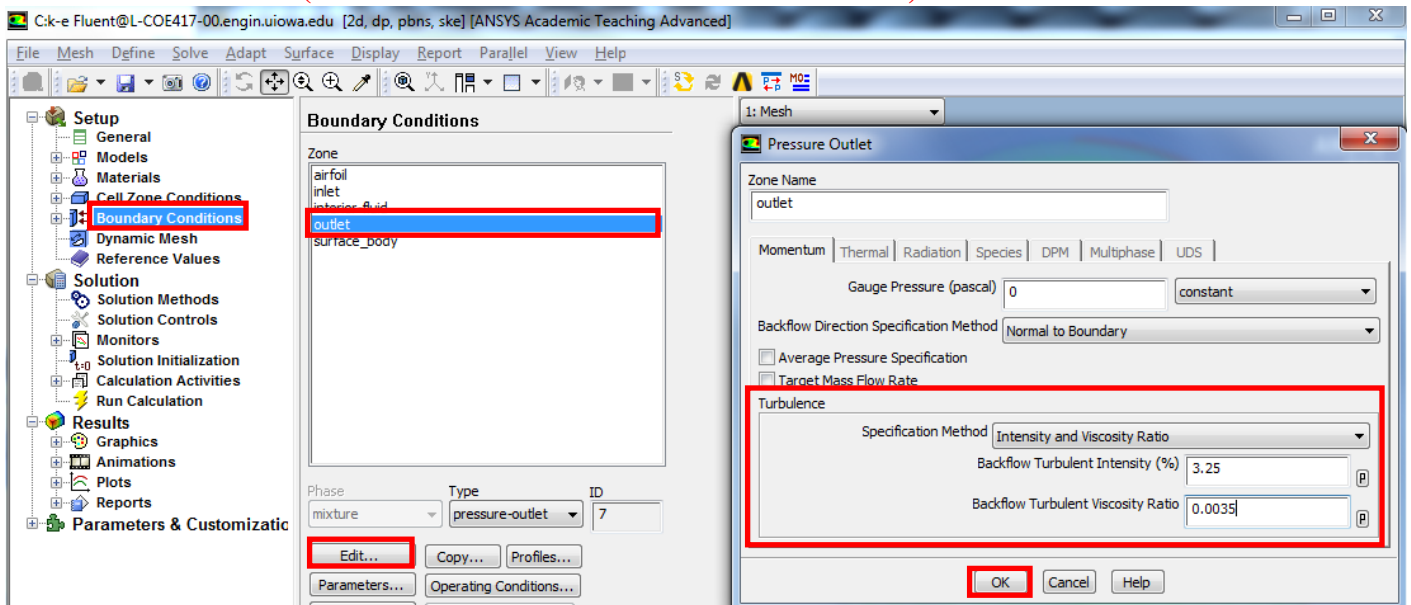 C:k-e Fluent@L-COE417-00.engin.uiowa.edu [2d, dp, pbns, ske] [ANSYS Academic Teaching Advanced]
File Mesh Define Solve Adapt Surface Display Report Parallel View Help
Setup
General
Models
Materials
Cell Zone Conditions
Boundary Conditions
Dynamic Mesh
Reference Values
Solution
Solution Methods
Solution Controls
Monitors
Solution Initialization
Calculation Activities
Run Calculation
Results
Graphics
Animations
Plots
Reports
Parameters & Customizatio
Boundary Conditions
Zone
airfoil
inlet
interior-fluid
outlet
surface_body
Phase Type ID
mixture pressure-outlet 7
Edit... Copy... Profiles...
Parameters... Operating Conditions...
1: Mesh
Pressure Outlet
Zone Name
outlet
Momentum Thermal Radiation Species DPM Multiphase UDS
Gauge Pressure (pascal) 0 constant
Backflow Direction Specification Method Normal to Boundary
Average Pressure Specification
Target Mass Flow Rate
Turbulence
Specification Method Intensity and Viscosity Ratio
Backflow Turbulent Intensity (%) 3.25 P
Backflow Turbulent Viscosity Ratio 0.0035 P
OK Cancel Help